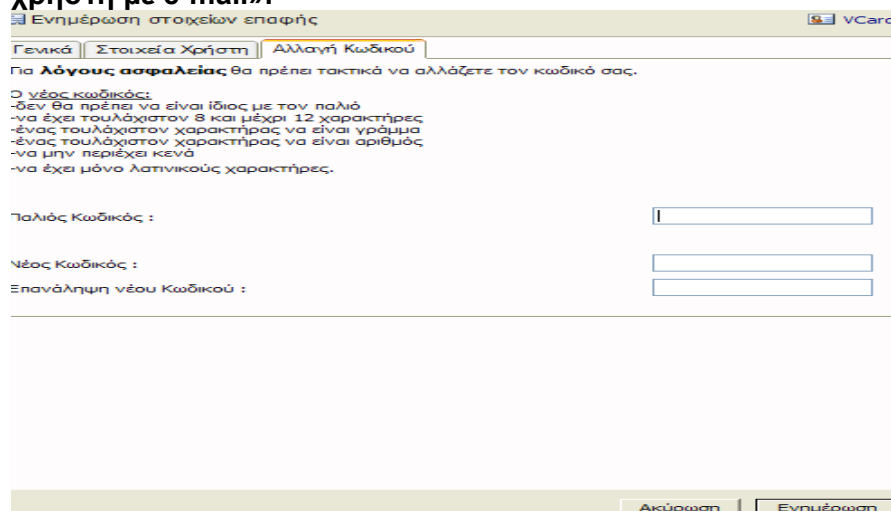 χρήστη με e-mail».
Ενημέρωση στοιχείων επαφής VCard
Γενικά Στοιχεία Χρήστη Αλλαγή Κωδικού
Για λόγους ασφαλείας θα πρέπει τακτικά να αλλάζετε τον κωδικό σας.
Ο νέος κωδικός:
-δεν θα πρέπει να είναι ίδιος με τον παλιό
-να έχει τουλάχιστον 8 και μέχρι 12 χαρακτήρες
-ένας τουλάχιστον χαρακτήρας να είναι γράμμα
-ένας τουλάχιστον χαρακτήρας να είναι αριθμός
-να μην περιέχει κενά
-να έχει μόνο λατινικούς χαρακτήρες.
Παλιός Κωδικός :
Νέος Κωδικός :
Επανάληψη νέου Κωδικού :
Ακύρωση Ενημέρωση